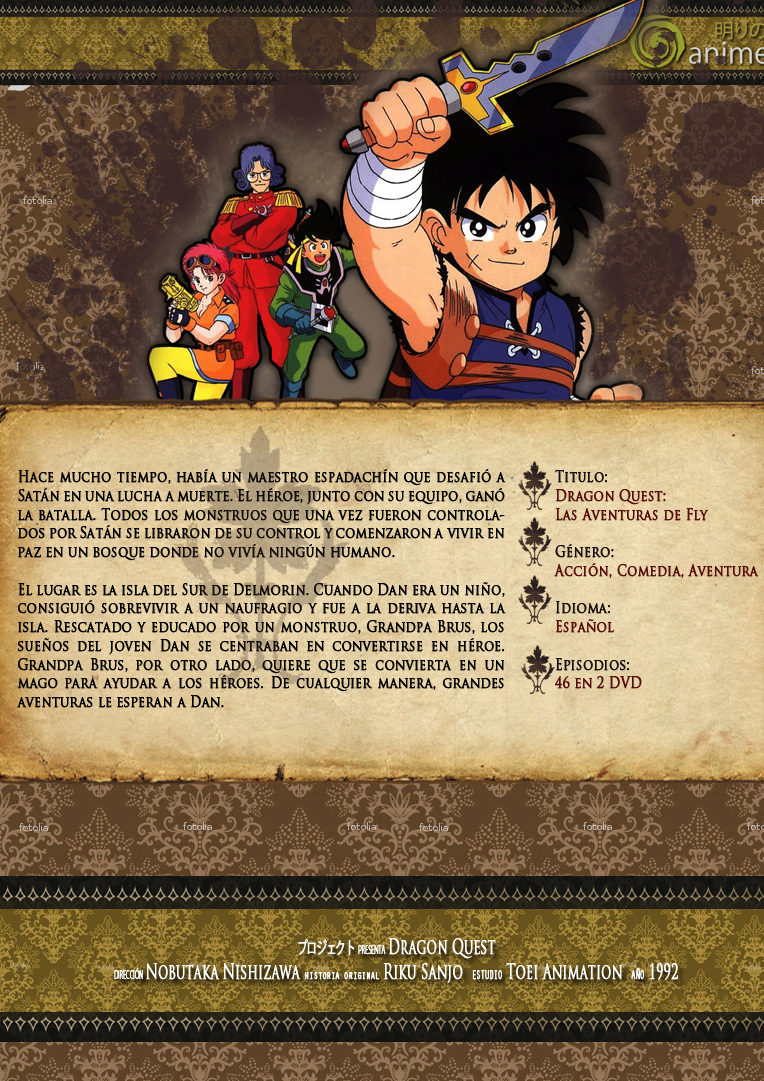 明りの
anime
fotolia
fotolia
fotolia
Hace mucho tiempo, había un maestro espadachín que desafió a
Satán en una lucha a muerte. El héroe, junto con su equipo, ganó
la batalla. Todos los monstruos que una vez fueron controla-
dos por Satán se libraron de su control y comenzaron a vivir en
paz en un bosque donde no vivía ningún humano.
El lugar es la isla del Sur de Delmorin. Cuando Dan era un niño,
consiguió sobrevivir a un naufragio y fue a la deriva hasta la
isla. Rescatado y educado por un monstruo, Grandpa Brus, los
sueños del joven Dan se centraban en convertirse en héroe.
Grandpa Brus, por otro lado, quiere que se convierta en un
mago para ayudar a los héroes. De cualquier manera, grandes
aventuras le esperan a Dan.
Titulo:
Dragon Quest:
Las Aventuras de Fly
Género:
Acción, Comedia, Aventura
Idioma:
Español
Episodios:
46 en 2 DVD
fotolia fotolia fotolia fotolia fotolia
プロジェクト presenta Dragon Quest
dirección Nobutaka Nishizawa historia original Riku Sanjo estudio Toei Animation año 1992